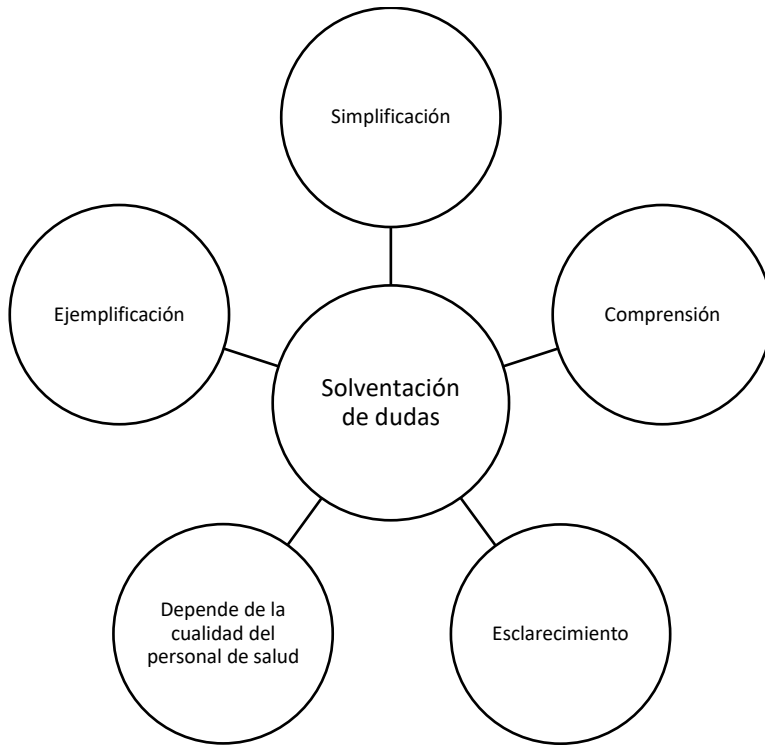 Simplificación
Ejemplificación
Comprensión
Solventación
de dudas
Depende de la
cualidad del
personal de salud
Esclarecimiento